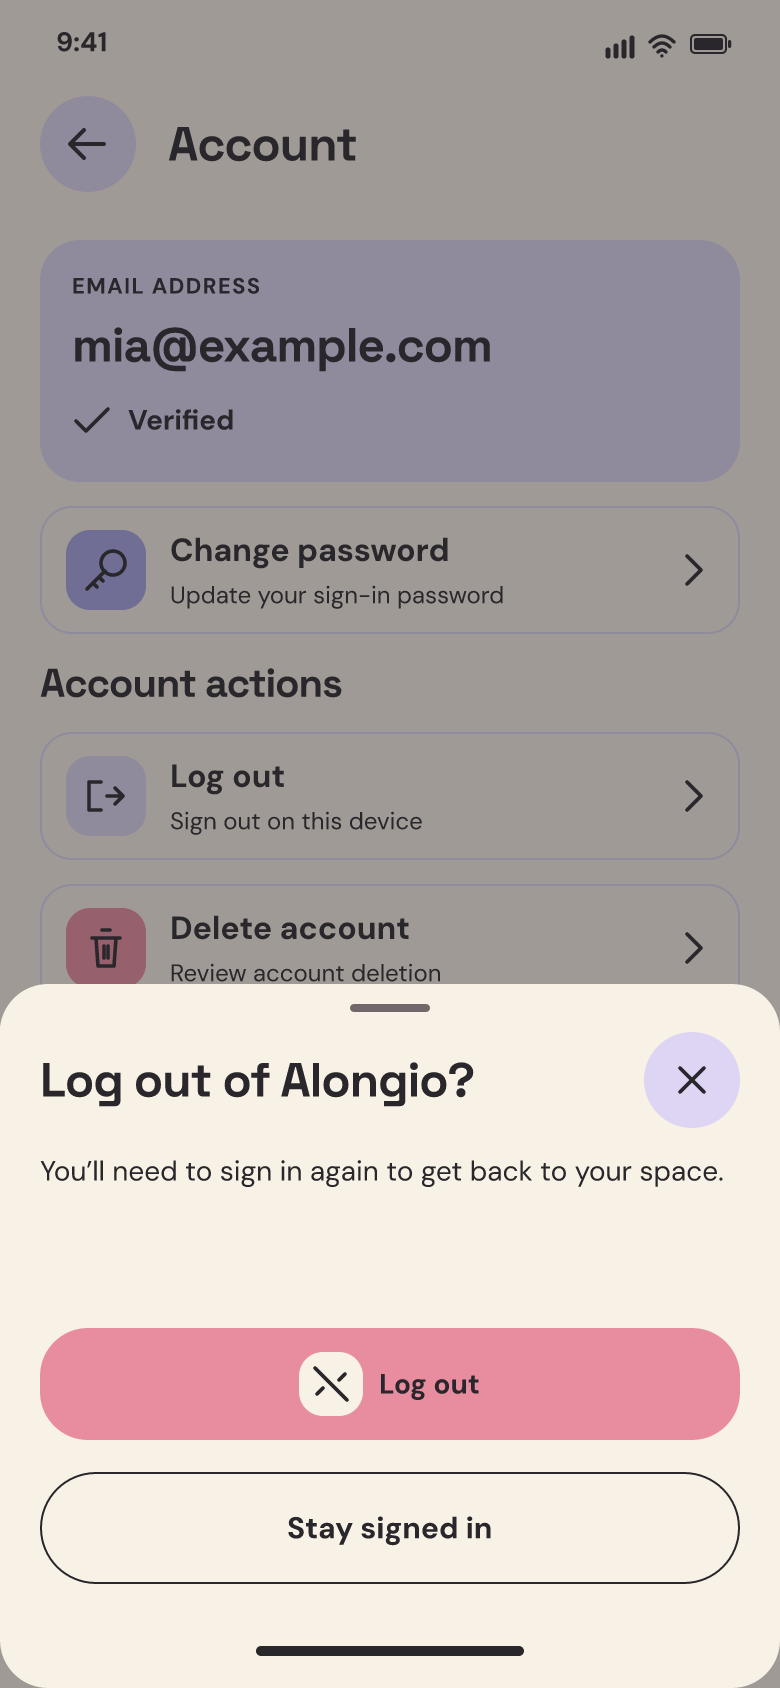 9:41
Account
EMAIL ADDRESS
mia@example.com
Verified
Change password
Update your sign-in password
Account actions
Log out
Sign out on this device
Delete account
Review account deletion
Log out of Alongio?
You’ll need to sign in again to get back to your space.
Log out
Stay signed in